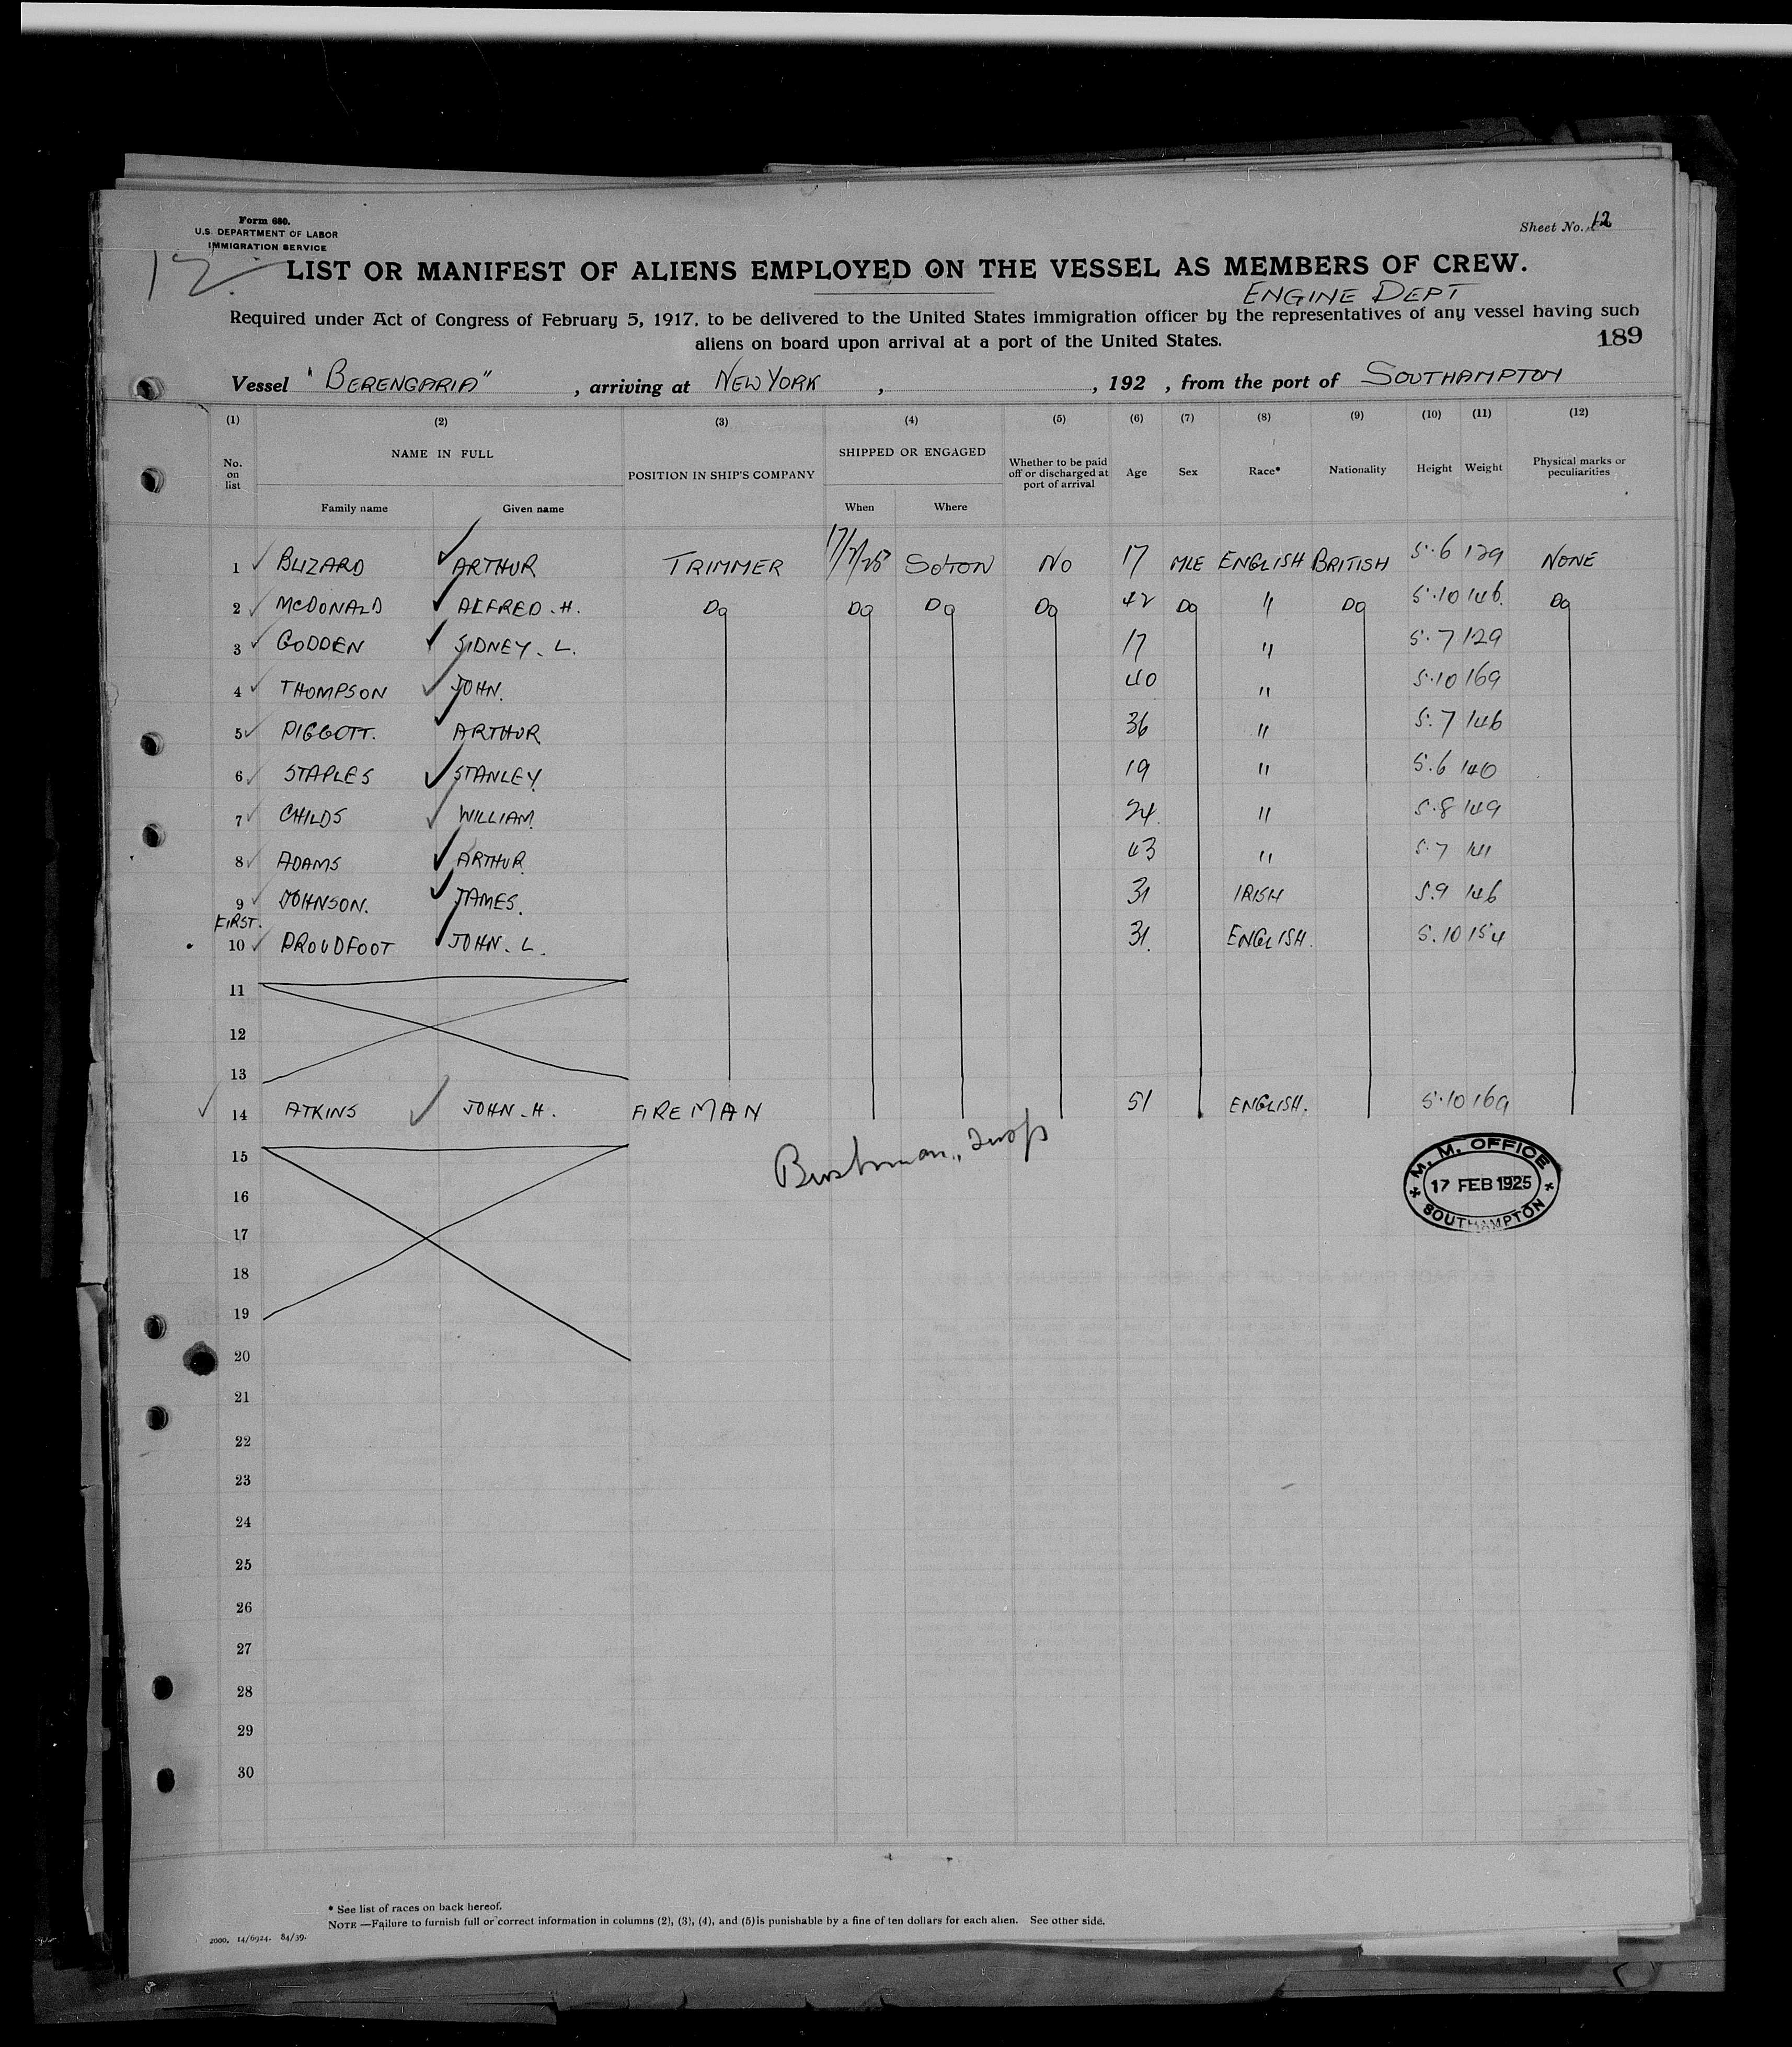 Form 680.
U.S. DEPARTMENT OF LABOR
IMMIGRATION SERVICE
Sheet No. 12
12
LIST OR MANIFEST OF ALIENS EMPLOYED ON THE VESSEL AS MEMBERS OF CREW.
ENGINE DEPT
Required under Act of Congress of February 5, 1917, to be delivered to the United States immigration officer by the representatives of any vessel having such
aliens on board upon arrival at a port of the United States.
189
Vessel "BERENGARIA", arriving at NEW YORK, , 192 , from the port of SOUTHAMPTON
(1) (2) (3) (4) (5) (6) (7) (8) (9) (10) (11) (12)
No. on list NAME IN FULL POSITION IN SHIP'S COMPANY SHIPPED OR ENGAGED Whether to be paid off or discharged at port of arrival Age Sex Race* Nationality Height Weight Physical marks or peculiarities
Family name Given name When Where
1 BLIZARD ARTHUR TRIMMER 17/2/25 SOTON NO 17 MLE ENGLISH BRITISH 5.6 129 NONE
2 MCDONALD ALFRED.H. DO DO DO DO 42 DO " DO 5.10 146. DO
3 GODDEN SIDNEY.L. 17 " 5.7 129
4 THOMPSON JOHN. 40 " 5.10 169
5 PIGGOTT. ARTHUR 36 " 5.7 146
6 STAPLES STANLEY. 19 " 5.6 140
7 CHILDS WILLIAM. 24. " 5.8 149
8 ADAMS ARTHUR. 43 " 5.7 141
9 JOHNSON. JAMES. 31 IRISH 5.9 146
FIRST.
10 PROUDFOOT JOHN.L. 31. ENGLISH. 5.10 154
11
12
13
14 ATKINS JOHN.H. FIREMAN 51 ENGLISH. 5.10 169
15
16
17
18
19
20
21
22
23
24
25
26
27
28
29
30
M. M. OFFICE
17 FEB 1925
SOUTHAMPTON
* See list of races on back hereof.
NOTE —Failure to furnish full or correct information in columns (2), (3), (4), and (5) is punishable by a fine of ten dollars for each alien. See other side.
2000. 14/6924. 84/39.